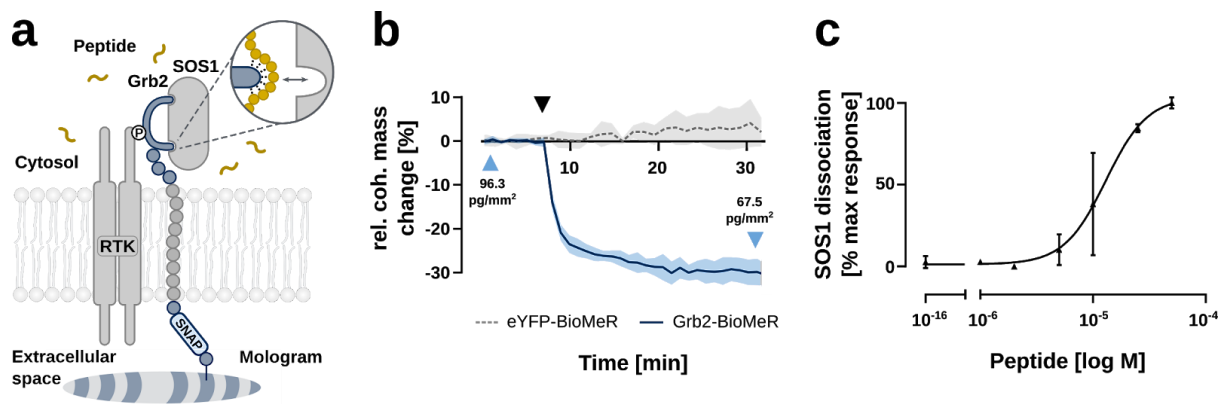 a
Peptide
SOS1
Grb2
P
Cytosol
RTK
SNAP
Extracellular
space
Mologram
b
rel. coh. mass
change [%]
10
0
-10
-20
-30
10
20
30
96.3
pg/mm²
67.5
pg/mm²
eYFP-BioMeR
Grb2-BioMeR
Time [min]
c
SOS1 dissociation
[% max response]
100
50
0
10⁻¹⁶
10⁻⁶
10⁻⁵
10⁻⁴
Peptide [log M]